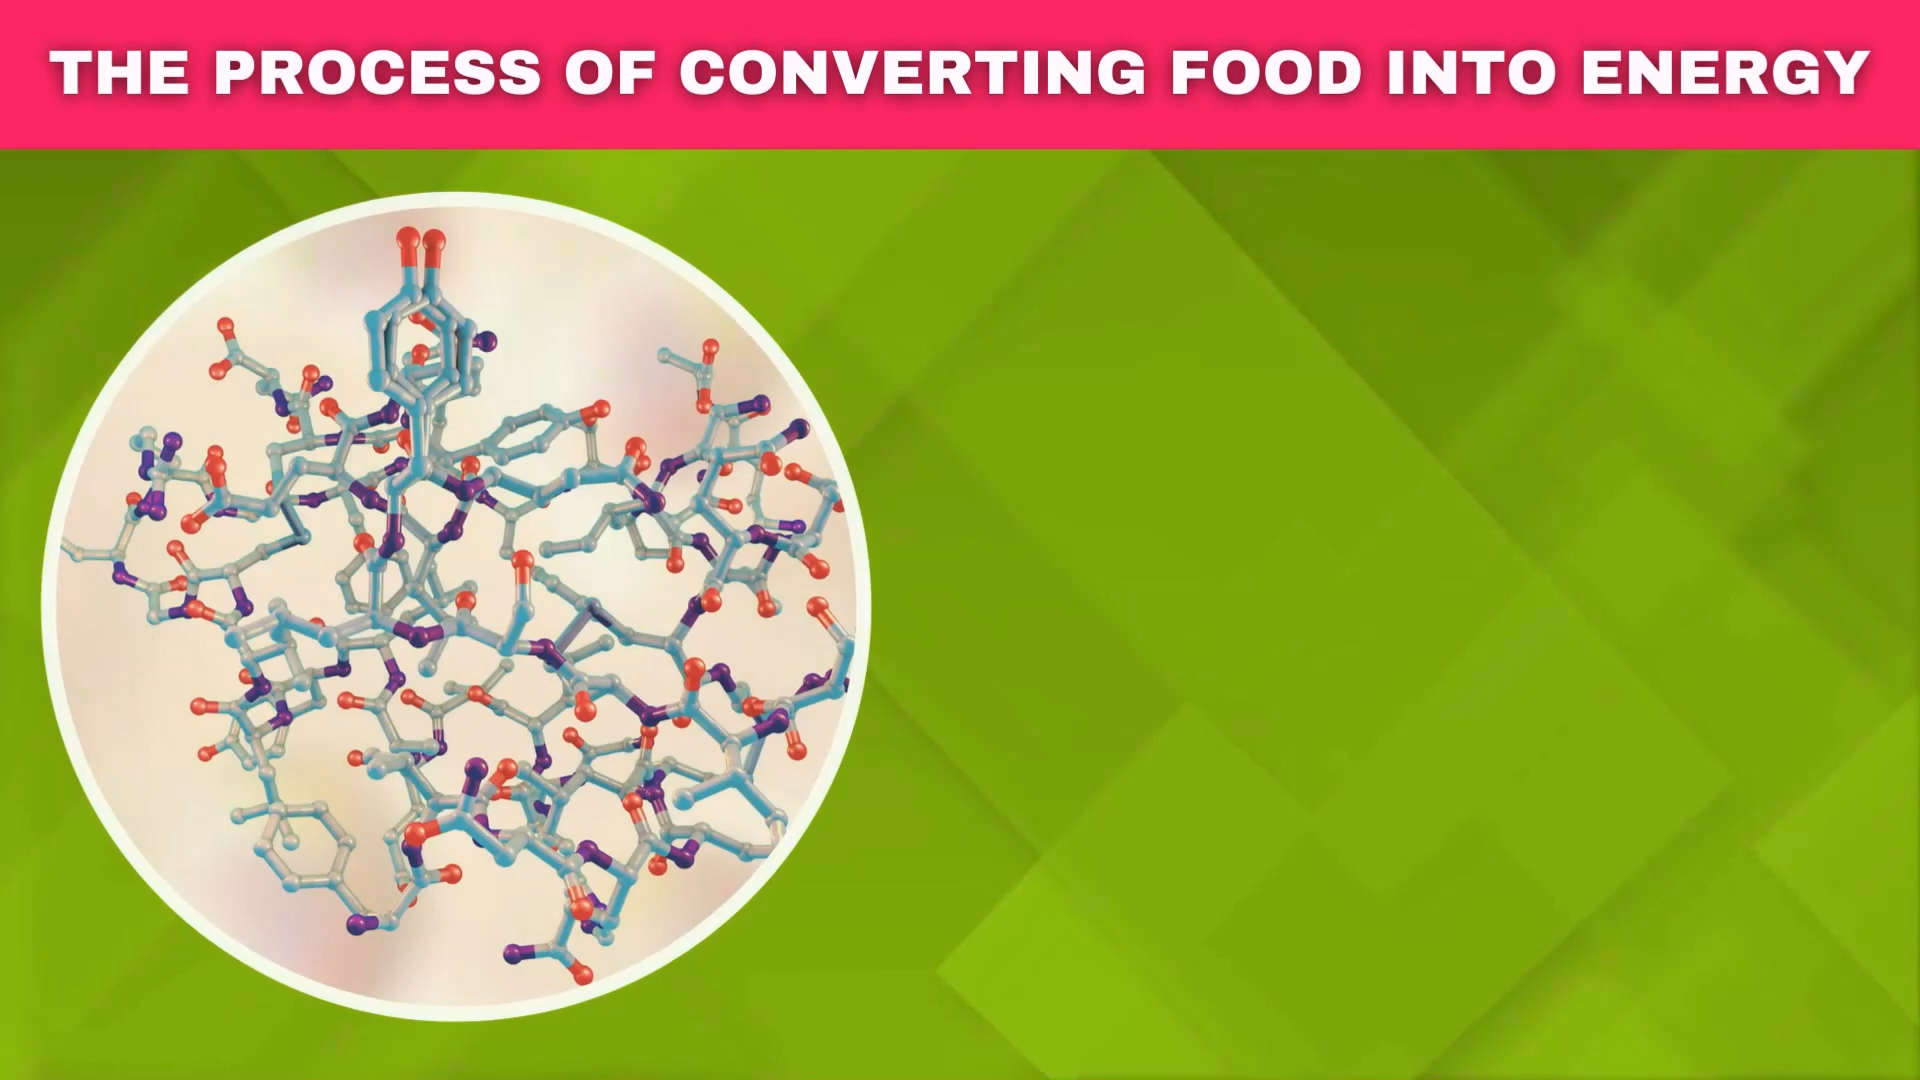 THE PROCESS OF CONVERTING FOOD INTO ENERGY